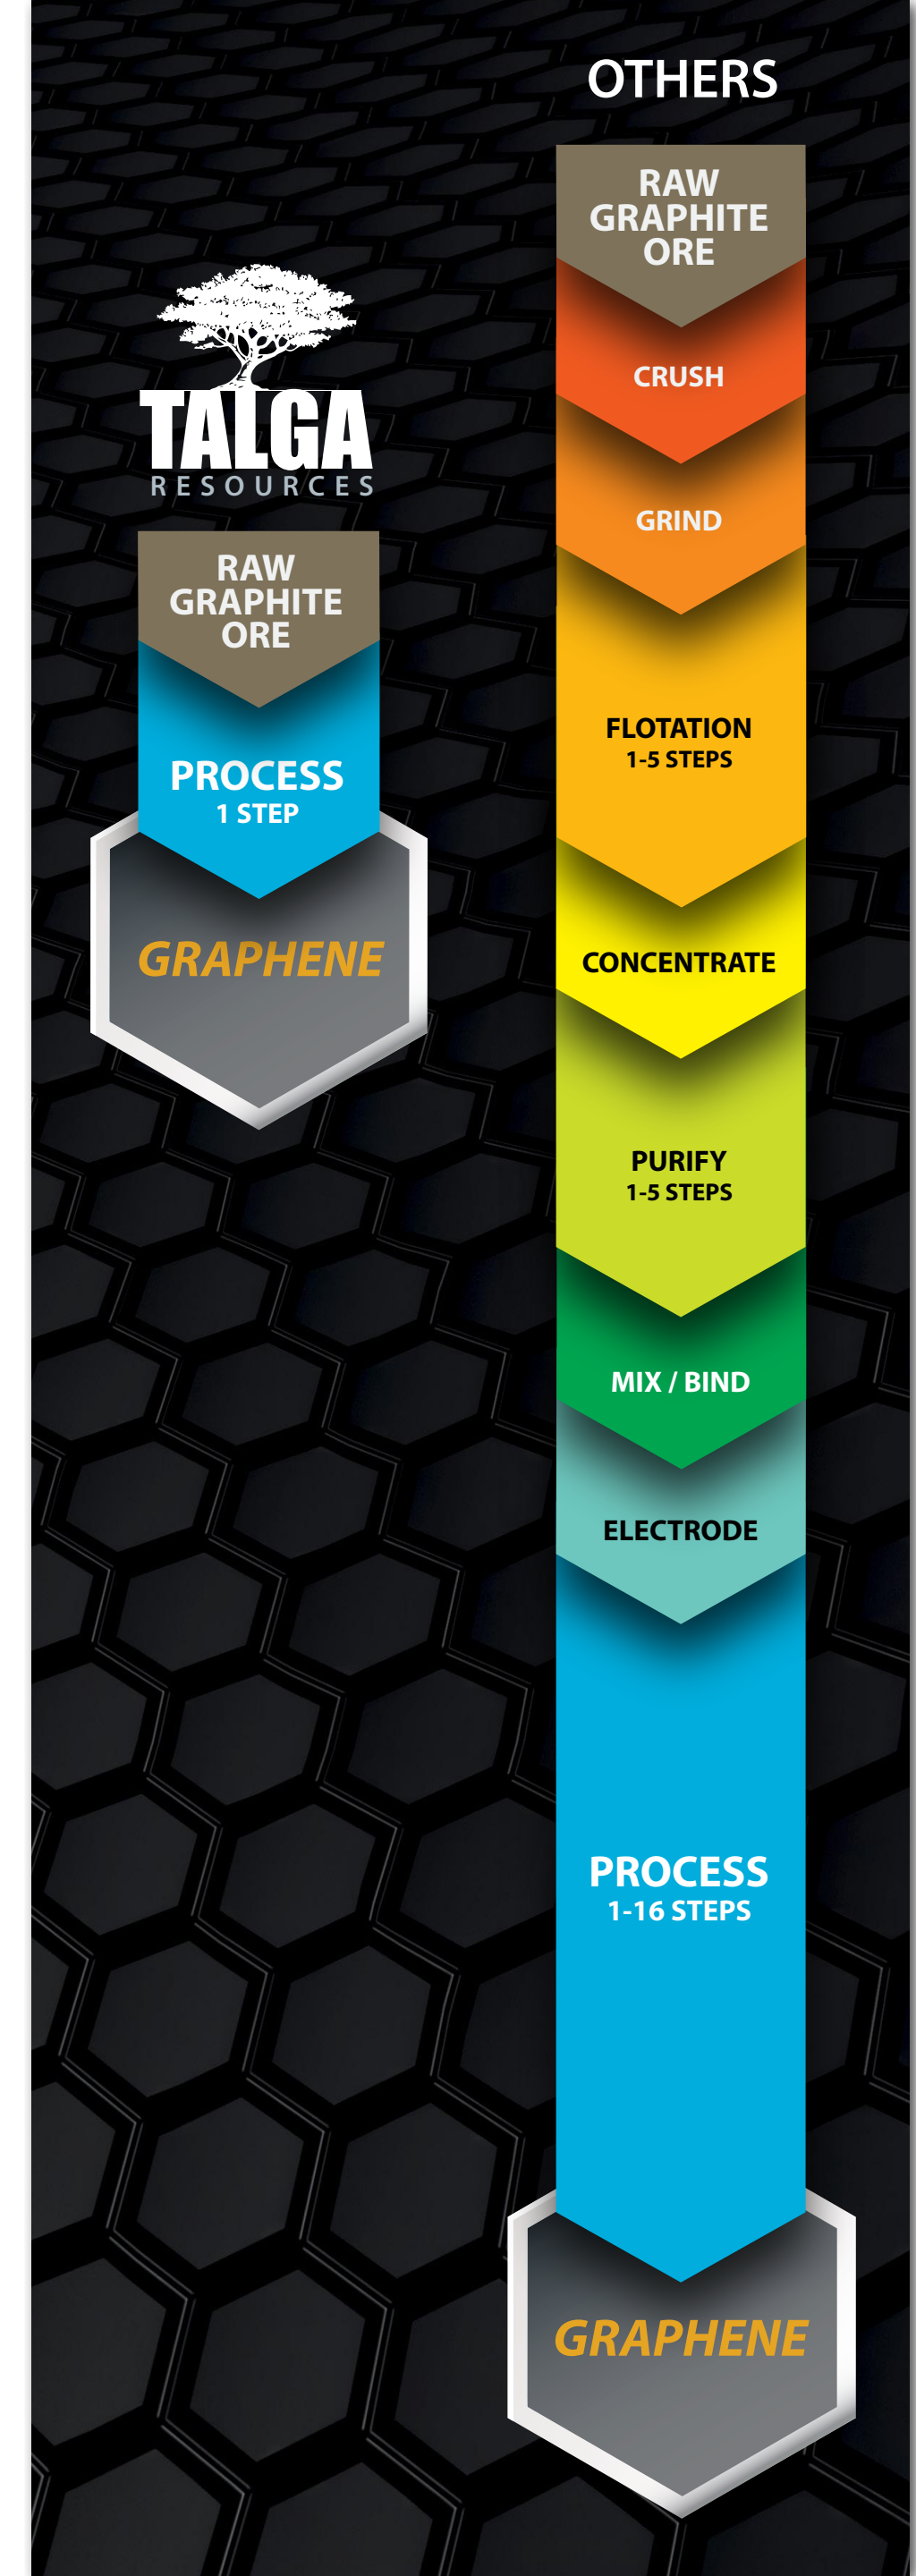 TALGA
RESOURCES
RAW
GRAPHITE
ORE
PROCESS
1 STEP
GRAPHENE
OTHERS
RAW
GRAPHITE
ORE
CRUSH
GRIND
FLOTATION
1-5 STEPS
CONCENTRATE
PURIFY
1-5 STEPS
MIX / BIND
ELECTRODE
PROCESS
1-16 STEPS
GRAPHENE